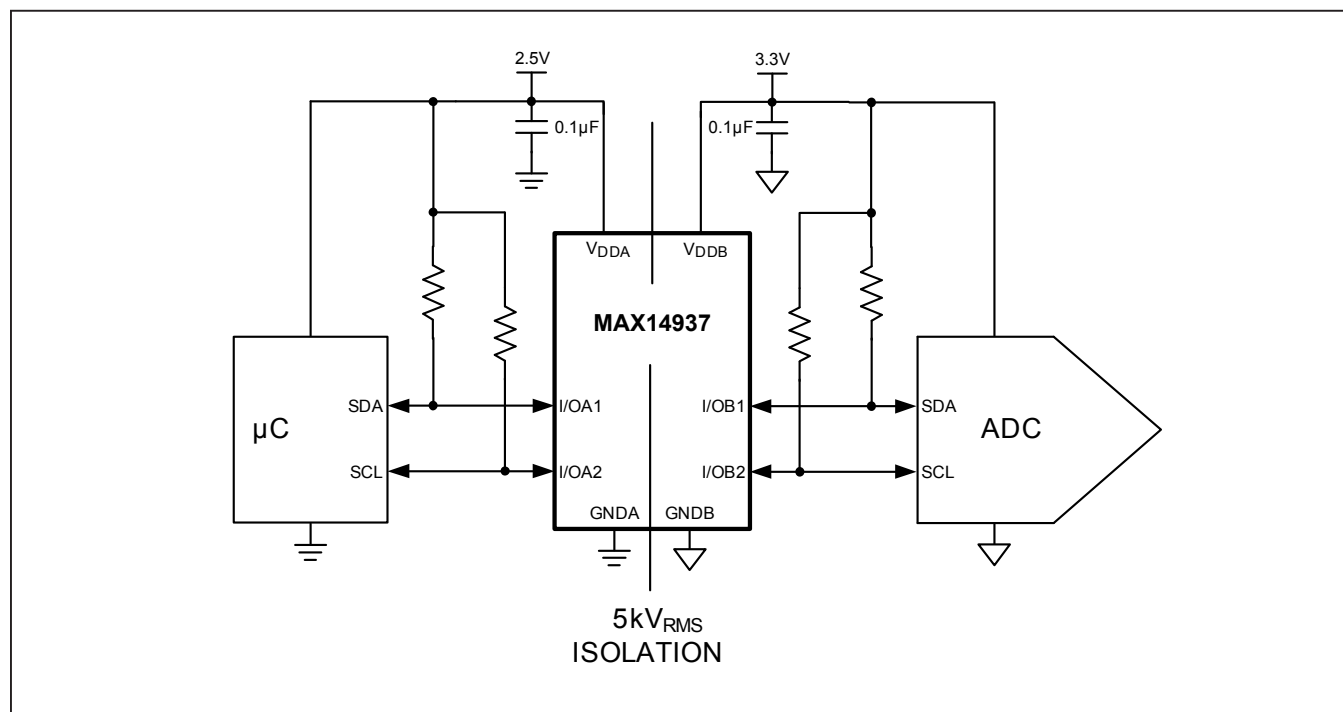 2.5V
3.3V
0.1µF
0.1µF
VDDA
VDDB
MAX14937
SDA
I/OA1
I/OB1
SDA
µC
ADC
SCL
I/OA2
I/OB2
SCL
GNDA
GNDB
5kVRMS
ISOLATION